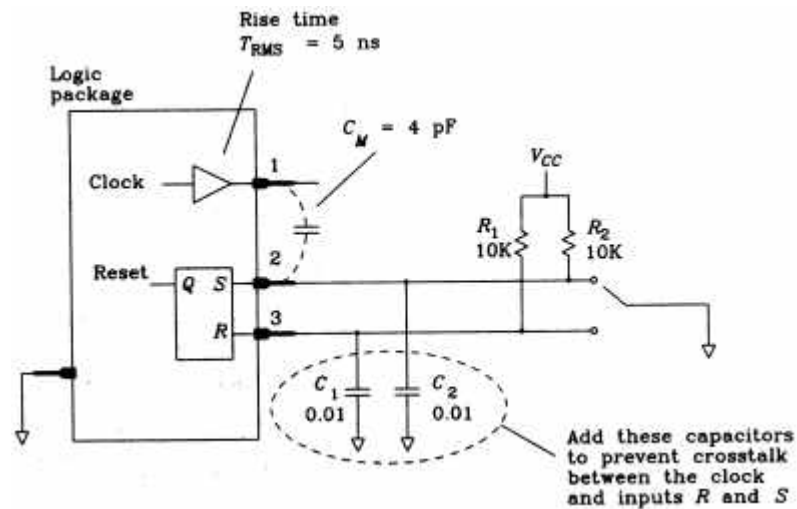 Rise time
T_RMS = 5 ns
Logic
package
C_M = 4 pF
Clock
1
V_CC
R_1
10K
R_2
10K
2
Reset
Q S
3
R
C_1
0.01
C_2
0.01
Add these capacitors
to prevent crosstalk
between the clock
and inputs R and S